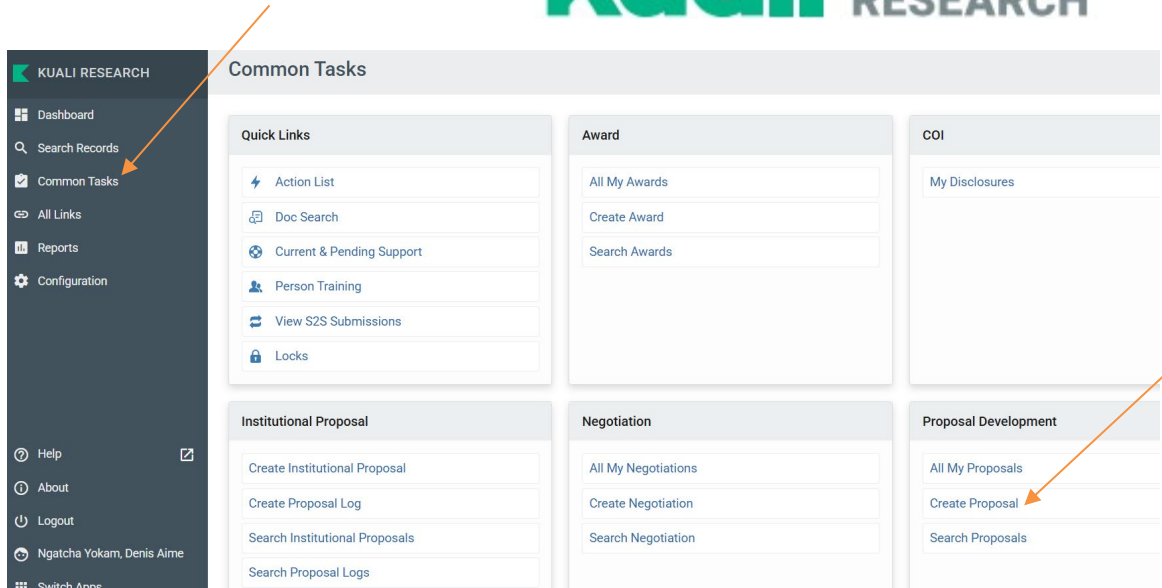 Kuali RESEARCH
KUALI RESEARCH
Dashboard
Search Records
Common Tasks
All Links
Reports
Configuration
Help
About
Logout
Ngatcha Yokam, Denis Aime
Switch Apps
Common Tasks
Quick Links
Action List
Doc Search
Current & Pending Support
Person Training
View S2S Submissions
Locks
Award
All My Awards
Create Award
Search Awards
COI
My Disclosures
Institutional Proposal
Create Institutional Proposal
Create Proposal Log
Search Institutional Proposals
Search Proposal Logs
Negotiation
All My Negotiations
Create Negotiation
Search Negotiation
Proposal Development
All My Proposals
Create Proposal
Search Proposals